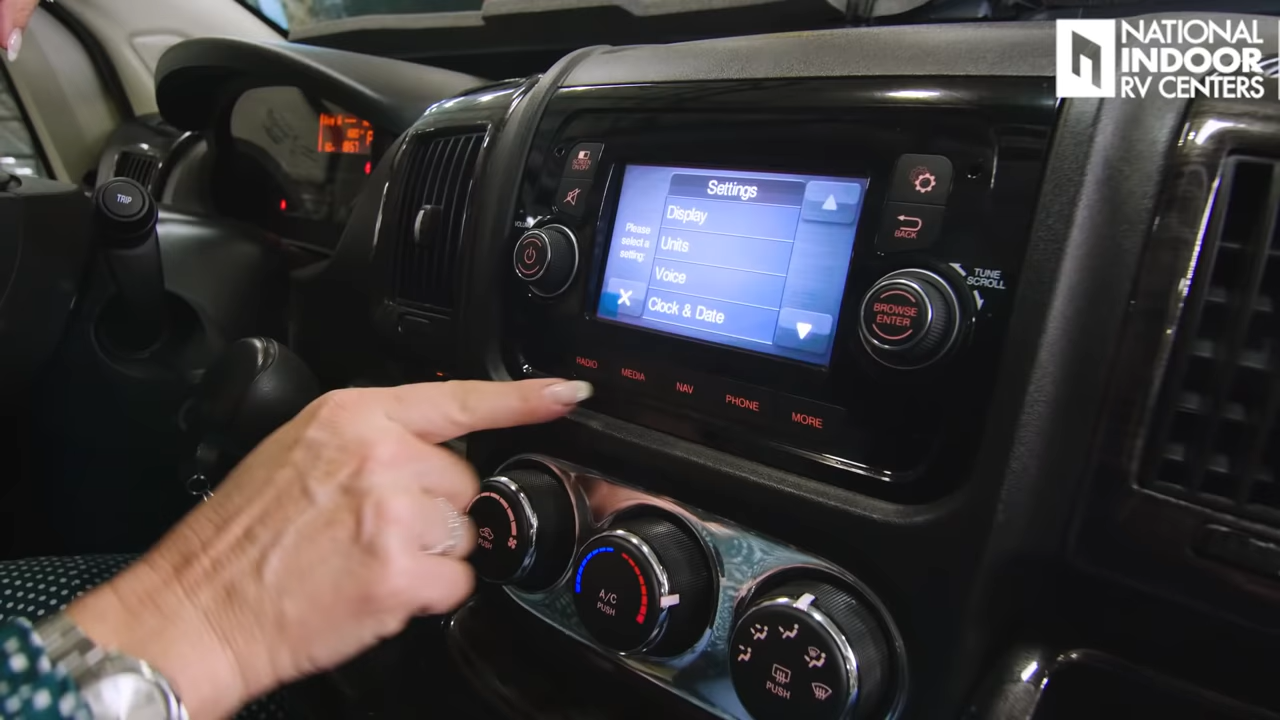 NATIONAL
INDOOR
RV CENTERS
TRIP
SCREEN
ON/OFF
VOLUME
Settings
Please
select a
setting:
Display
Units
Voice
Clock & Date
BACK
TUNE
SCROLL
BROWSE
ENTER
RADIO
MEDIA
NAV
PHONE
MORE
PUSH
A/C
PUSH
PUSH